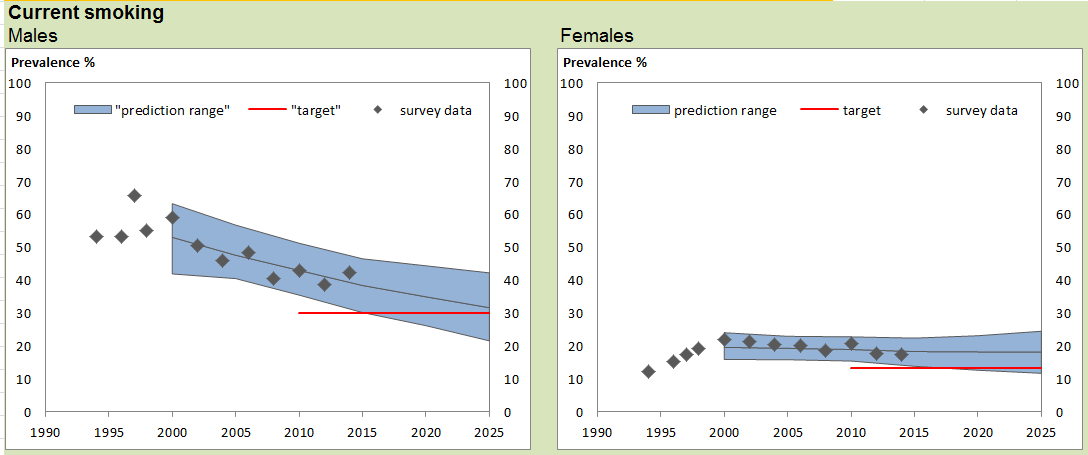 Current smoking
Males
Females
Prevalence %
100 100
"prediction range" "target" survey data
90 90
80 80
70 70
60 60
50 50
40 40
30 30
20 20
10 10
0 0
1990 1995 2000 2005 2010 2015 2020 2025
Prevalence %
100 100
prediction range target survey data
90 90
80 80
70 70
60 60
50 50
40 40
30 30
20 20
10 10
0 0
1990 1995 2000 2005 2010 2015 2020 2025